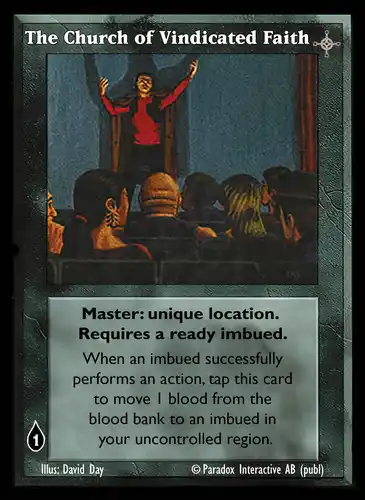 The Church of Vindicated Faith
Master: unique location.
Requires a ready imbued.
When an imbued successfully
performs an action, tap this card
to move 1 blood from the
blood bank to an imbued in
your uncontrolled region.
1
Illus: David Day
© Paradox Interactive AB (publ)